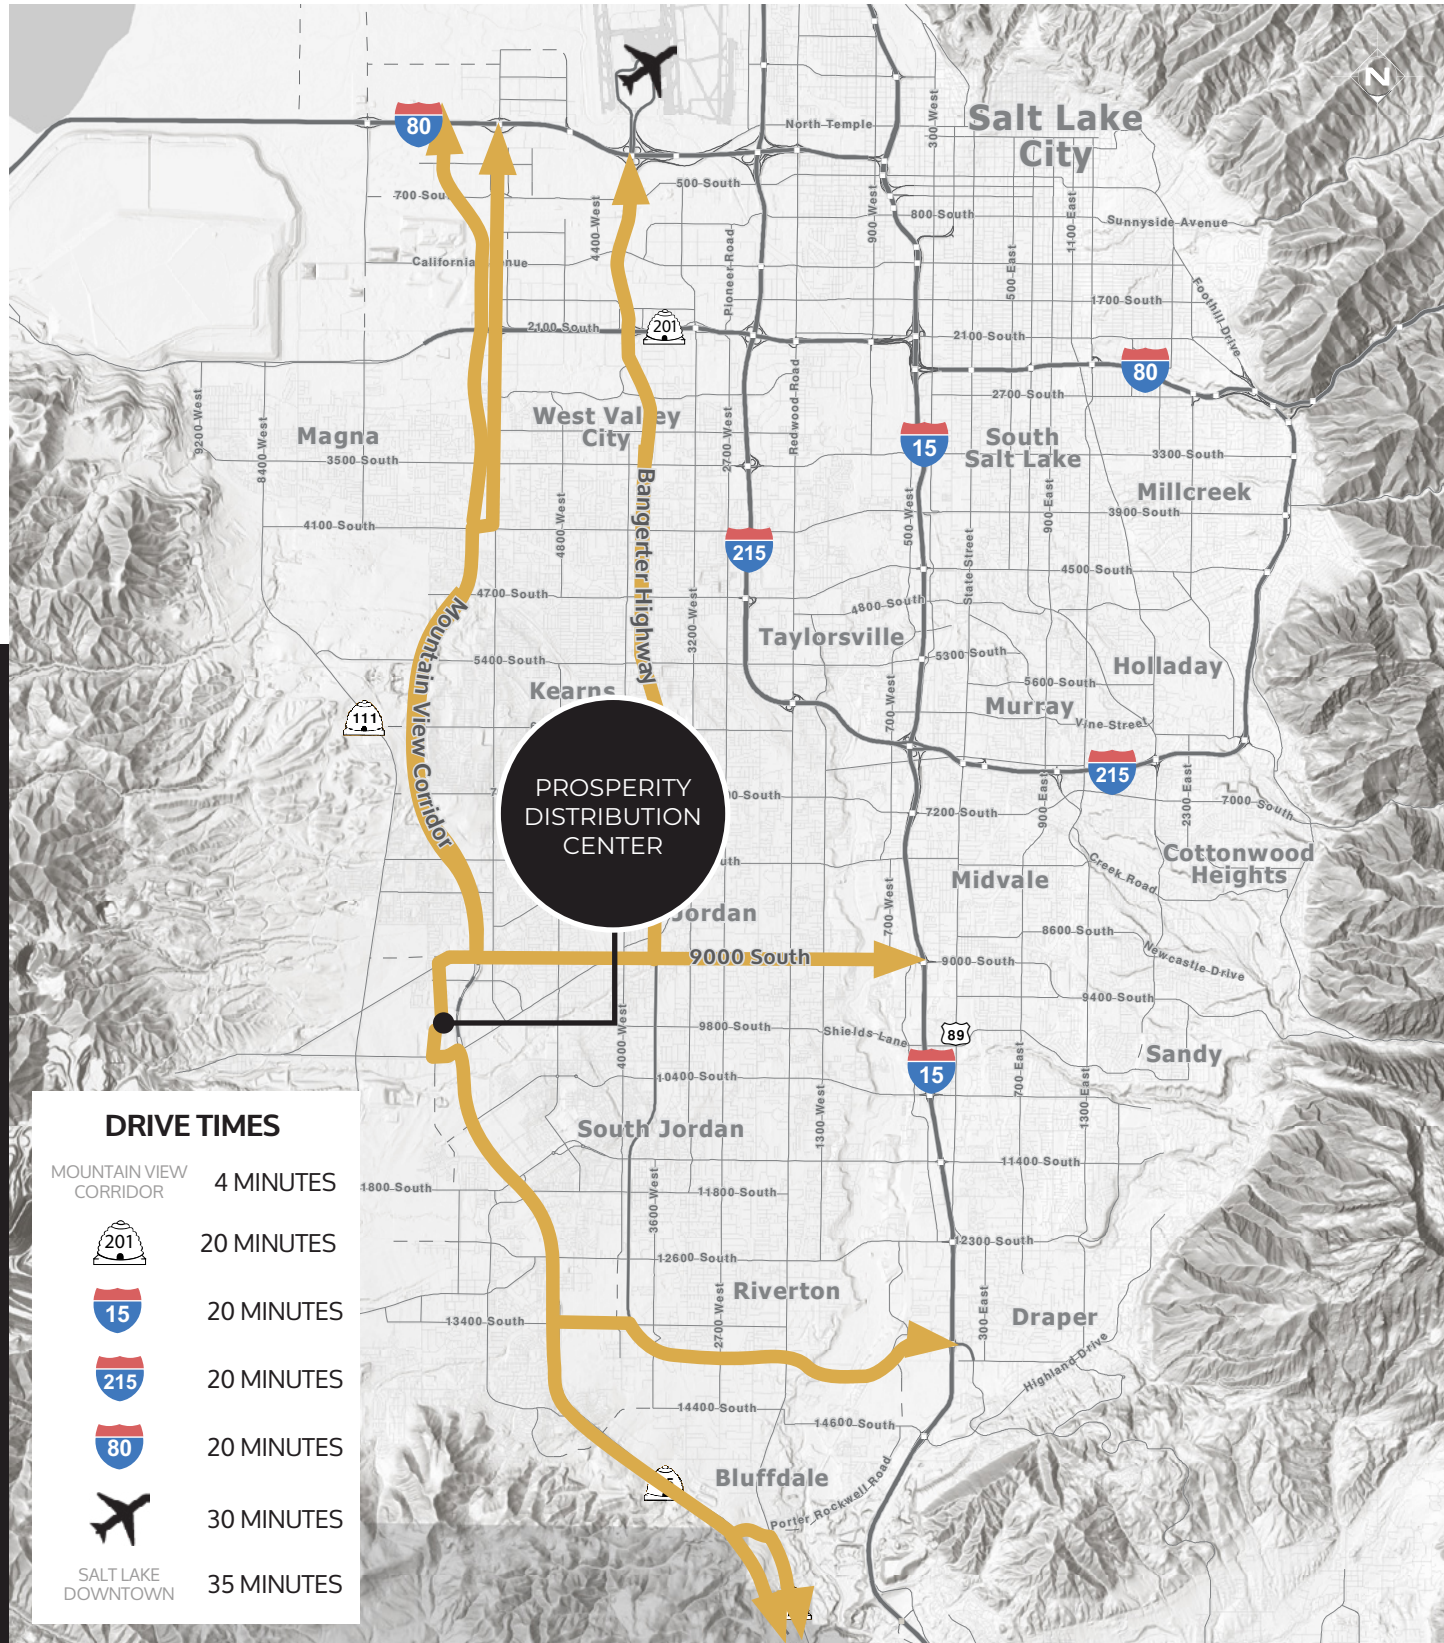 N
Salt Lake
City
80
North Temple
300 West
700 Sou
500 South
4400 West
900 West
800 South
1100 East
Sunnyside Avenue
California
nue
Pioneer Road
500 East
1700 South
Foothill Drive
2100 South
201
2100 South
80
2700 South
9200 West
8400 West
Magna
3500 South
West Valley
City
2700 West
Redwood Road
15
South
Salt Lake
3300 South
Millcreek
3900 South
4100 South
4800 West
Bangerter Highway
215
500 West
900 East
State Street
4500 South
4700 South
Mountain View Corridor
3200 West
4800 South
Taylorsville
5300 South
5400 South
Holladay
5600 South
Kearns
Murray
Vine Street
700 West
111
PROSPERITY
DISTRIBUTION
CENTER
215
7
00 South
7200 South
900 East
2300 East
7000 South
Cottonwood
Heights
uth
Midvale
Creek Road
700 West
Jordan
8600 South
9000 South
9000 South
Newcastle Drive
9400 South
4000 West
9800 South
Shields Lane
89
Sandy
15
700 East
1300 East
10400 South
1300 West
South Jordan
11400 South
1800 South
11800 South
3600 West
12300 South
12600 South
Riverton
2700 West
13400 South
300 East
Draper
Highland Drive
14400 South
14600 South
Bluffdale
Porter Rockwell Road
DRIVE TIMES
MOUNTAIN VIEW
CORRIDOR
4 MINUTES
201
20 MINUTES
15
20 MINUTES
215
20 MINUTES
80
20 MINUTES
30 MINUTES
SALT LAKE
DOWNTOWN
35 MINUTES